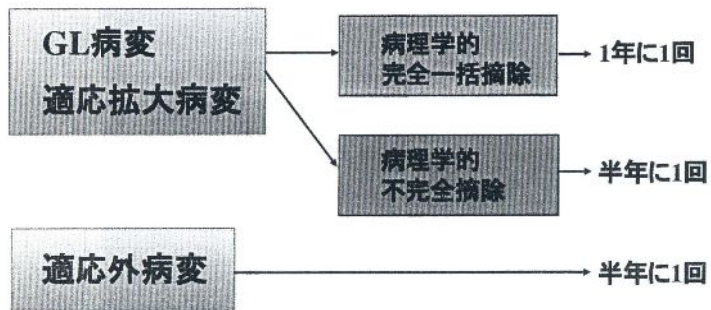 GL病変
適応拡大病変
病理学的
完全一括摘除
1年に1回
病理学的
不完全摘除
半年に1回
適応外病変
半年に1回